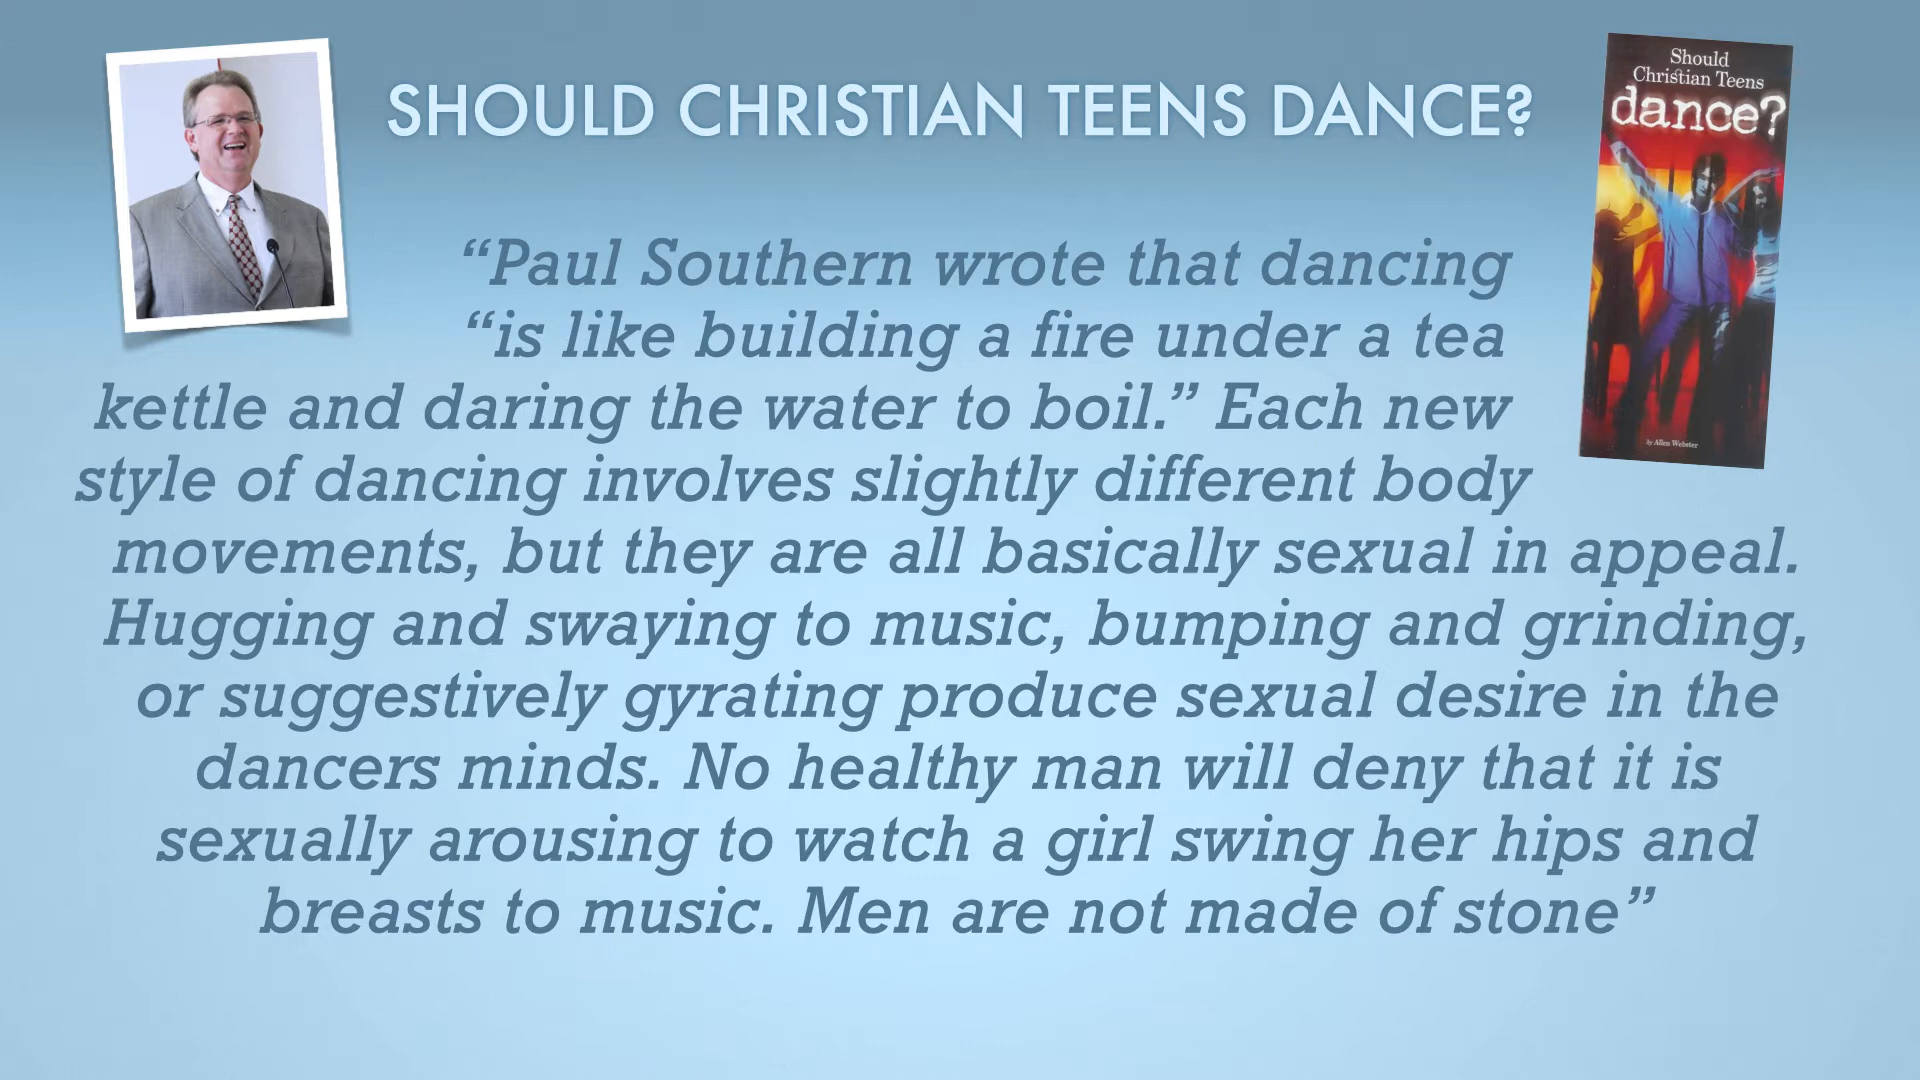 SHOULD CHRISTIAN TEENS DANCE?
Should
Christian Teens
dance?
by Allen Webster
“Paul Southern wrote that dancing
“is like building a fire under a tea
kettle and daring the water to boil.” Each new
style of dancing involves slightly different body
movements, but they are all basically sexual in appeal.
Hugging and swaying to music, bumping and grinding,
or suggestively gyrating produce sexual desire in the
dancers minds. No healthy man will deny that it is
sexually arousing to watch a girl swing her hips and
breasts to music. Men are not made of stone”